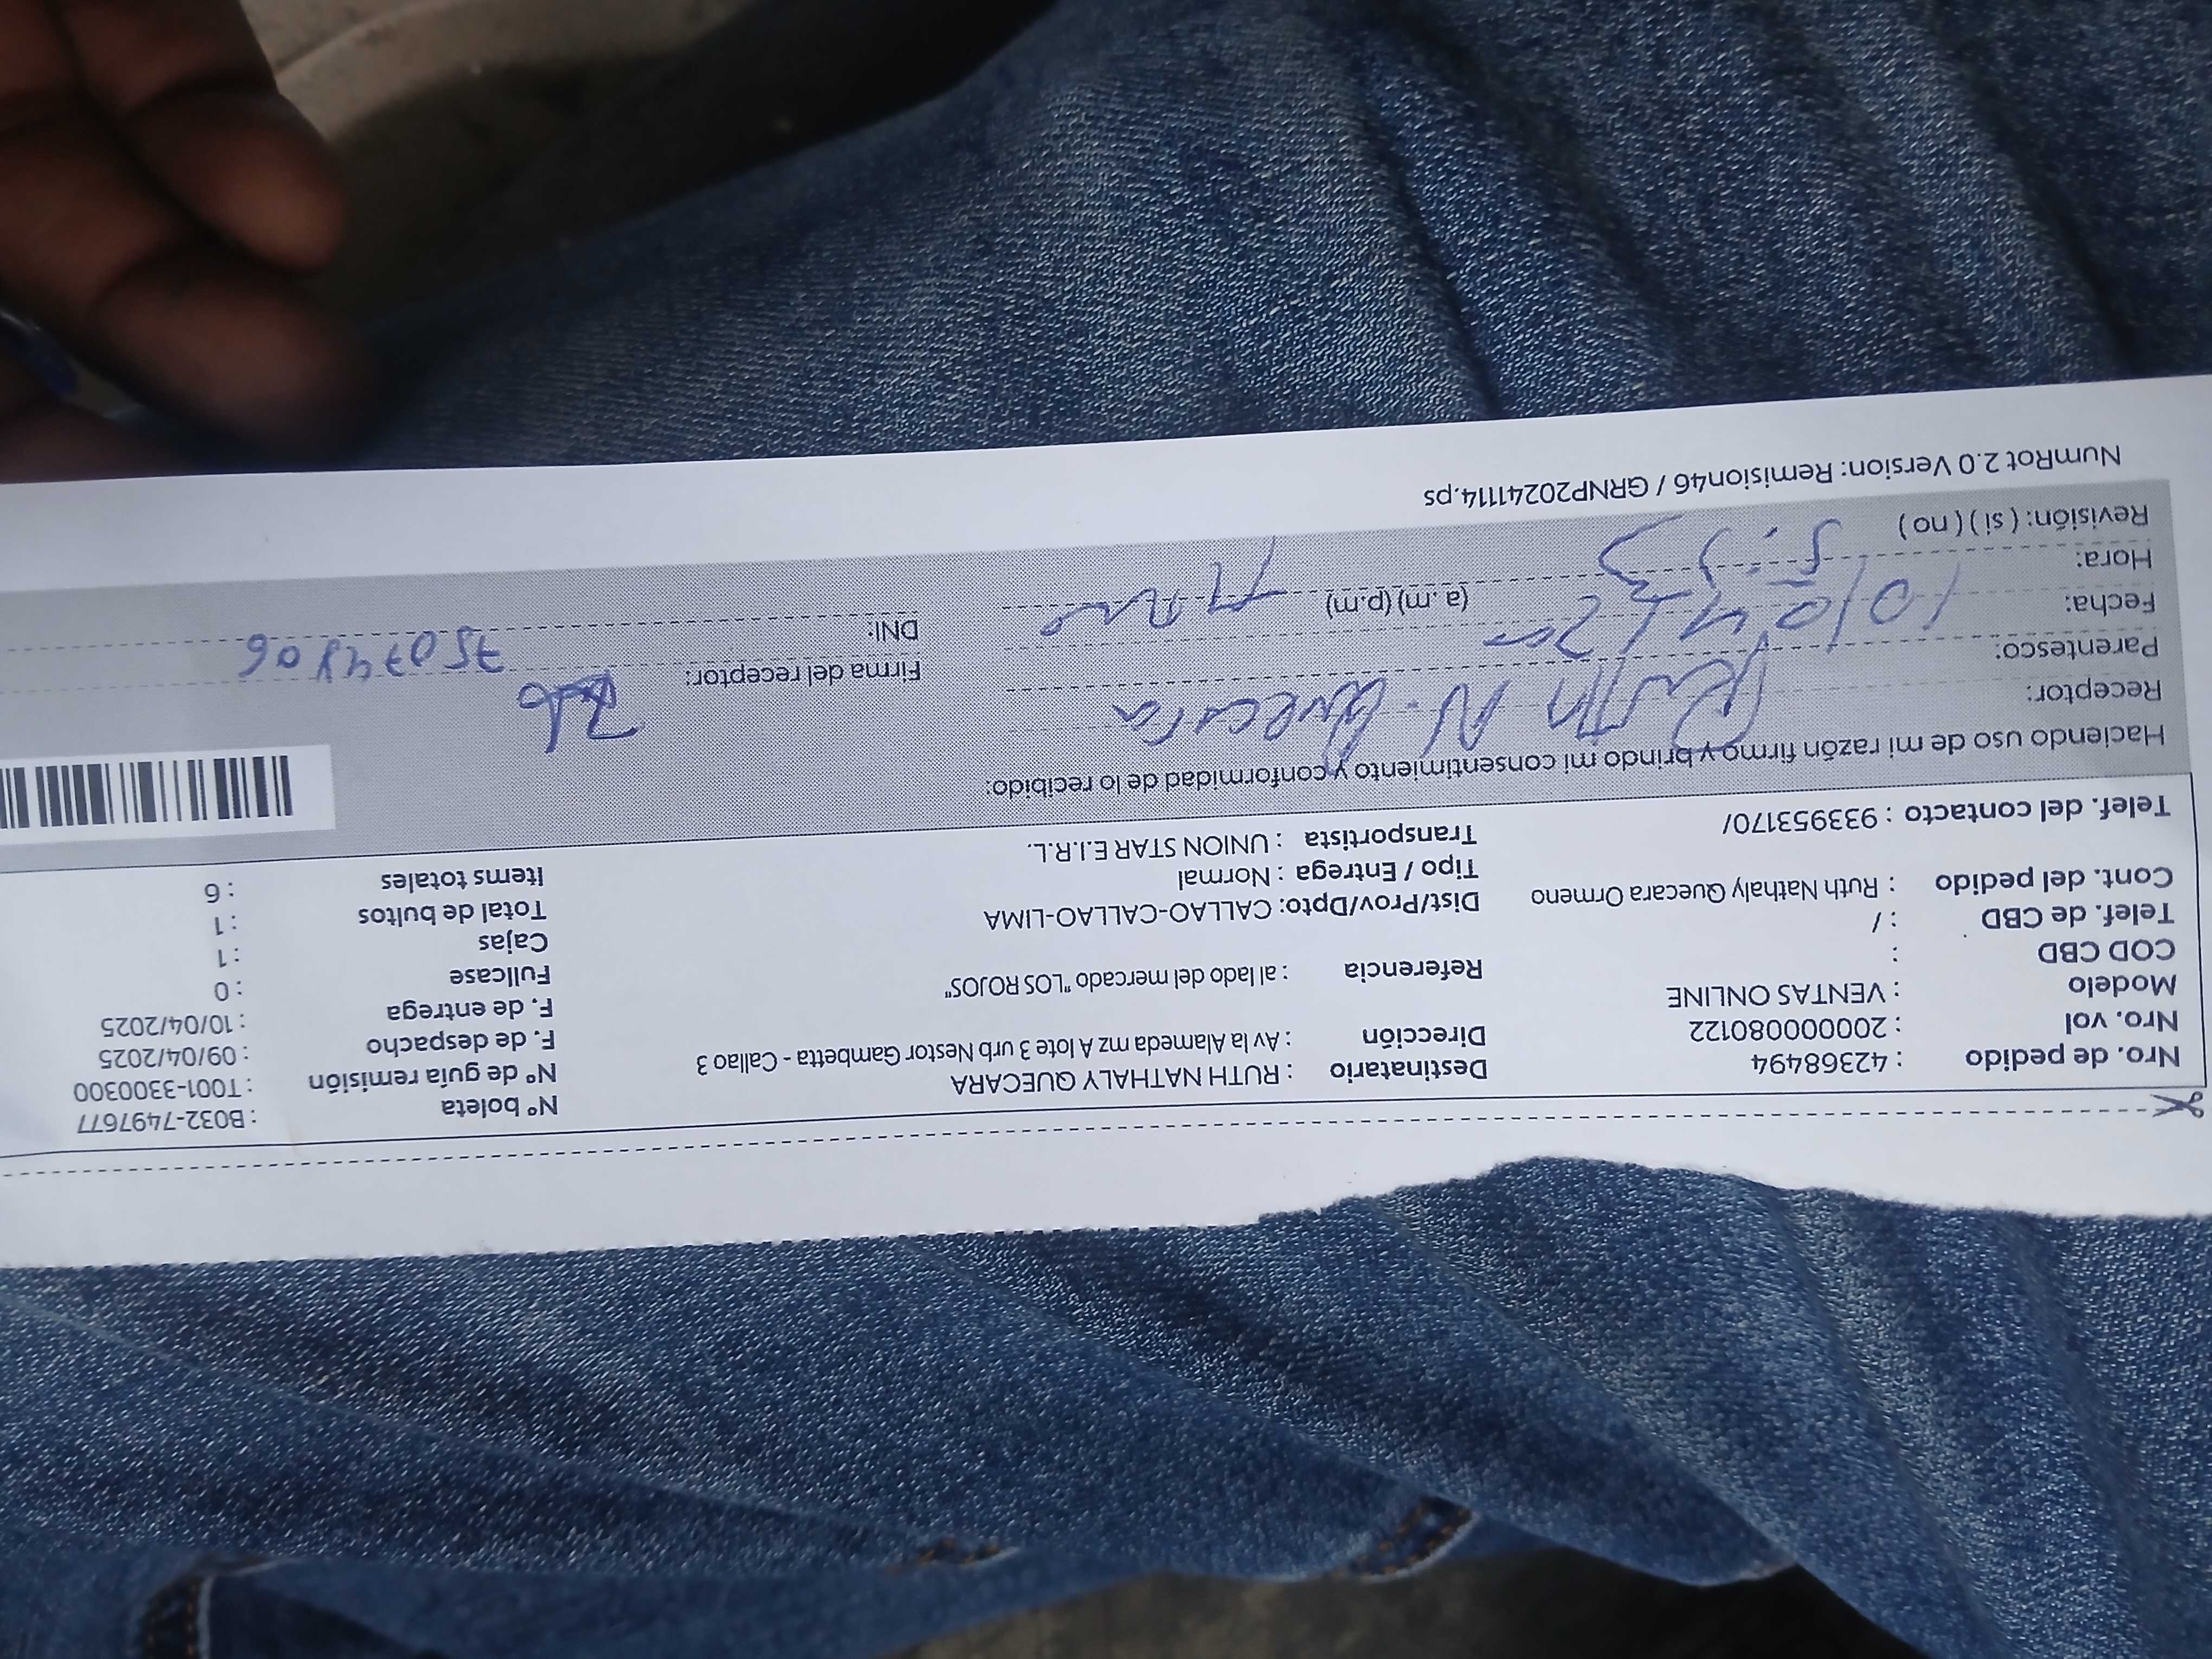 Nro. de pedido : 42368494 Destinatario : RUTH NATHALY QUECARA Nº boleta : B032-7497677
Nro. vol : 2000000080122 Dirección : Av la Alameda mz A lote 3 urb Nestor Gambetta - Callao 3 Nº de guía remisión : T001-3300300
Modelo : VENTAS ONLINE F. de despacho : 09/04/2025
COD CBD : Referencia : al lado del mercado "LOS ROJOS" F. de entrega : 10/04/2025
Telef. de CBD : / Dist/Prov/Dpto: CALLAO-CALLAO-LIMA Fullcase : 0
Cont. del pedido : Ruth Nathaly Quecara Ormeno Tipo / Entrega : Normal Cajas : 1
Telef. del contacto : 933953170/ Transportista : UNION STAR E.I.R.L. Total de bultos : 1
Items totales : 6
Haciendo uso de mi razón firmo y brindo mi consentimiento y conformidad de lo recibido:
Receptor: Ruth N. Quecara Firma del receptor:
Parentesco: DNI: 75074806
Fecha: 10/04/
Hora: (a.m) (p.m)
Revisión: ( si ) ( no )
NumRot 2.0 Version: Remision46 / GRNP20241114.ps